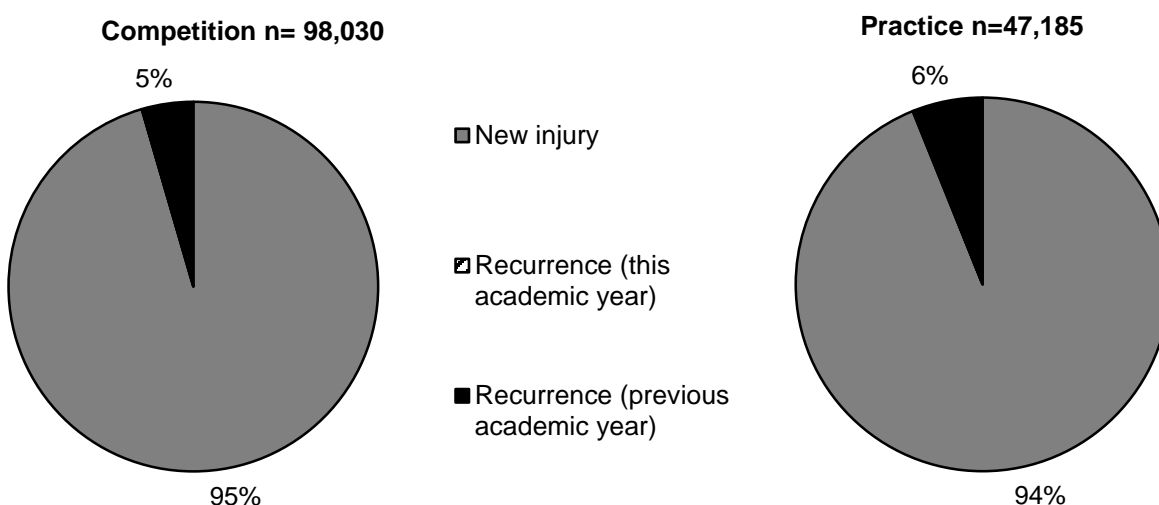 Competition n= 98,030
5%
95%
New injury
Recurrence (this
academic year)
Recurrence (previous
academic year)
Practice n=47,185
6%
94%